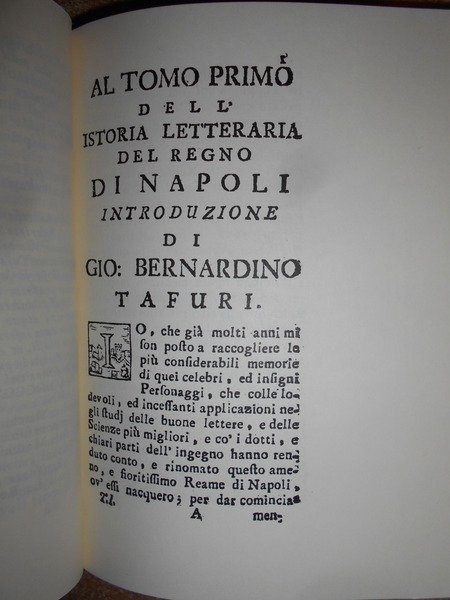 AL TOMO PRIMO
DELL'
ISTORIA LETTERARIA
DEL REGNO
DI NAPOLI
INTRODUZIONE
DI
GIO: BERNARDINO
TAFURI.
IO, che già molti anni mi
son posto a raccogliere le
più considerabili memorie
di quei celebri, ed insigni
Personaggi, che colle lo-
devoli, ed incessanti applicazioni ne-
gli studj delle buone lettere, e delle
Scienze più migliori, e co' i dotti, e
chiari parti dell' ingegno hanno ren-
duto conto, e rinomato questo ame-
no, e fioritissimo Reame di Napoli,
ov' essi nacquero; per dar comincia-
T.I. A men-